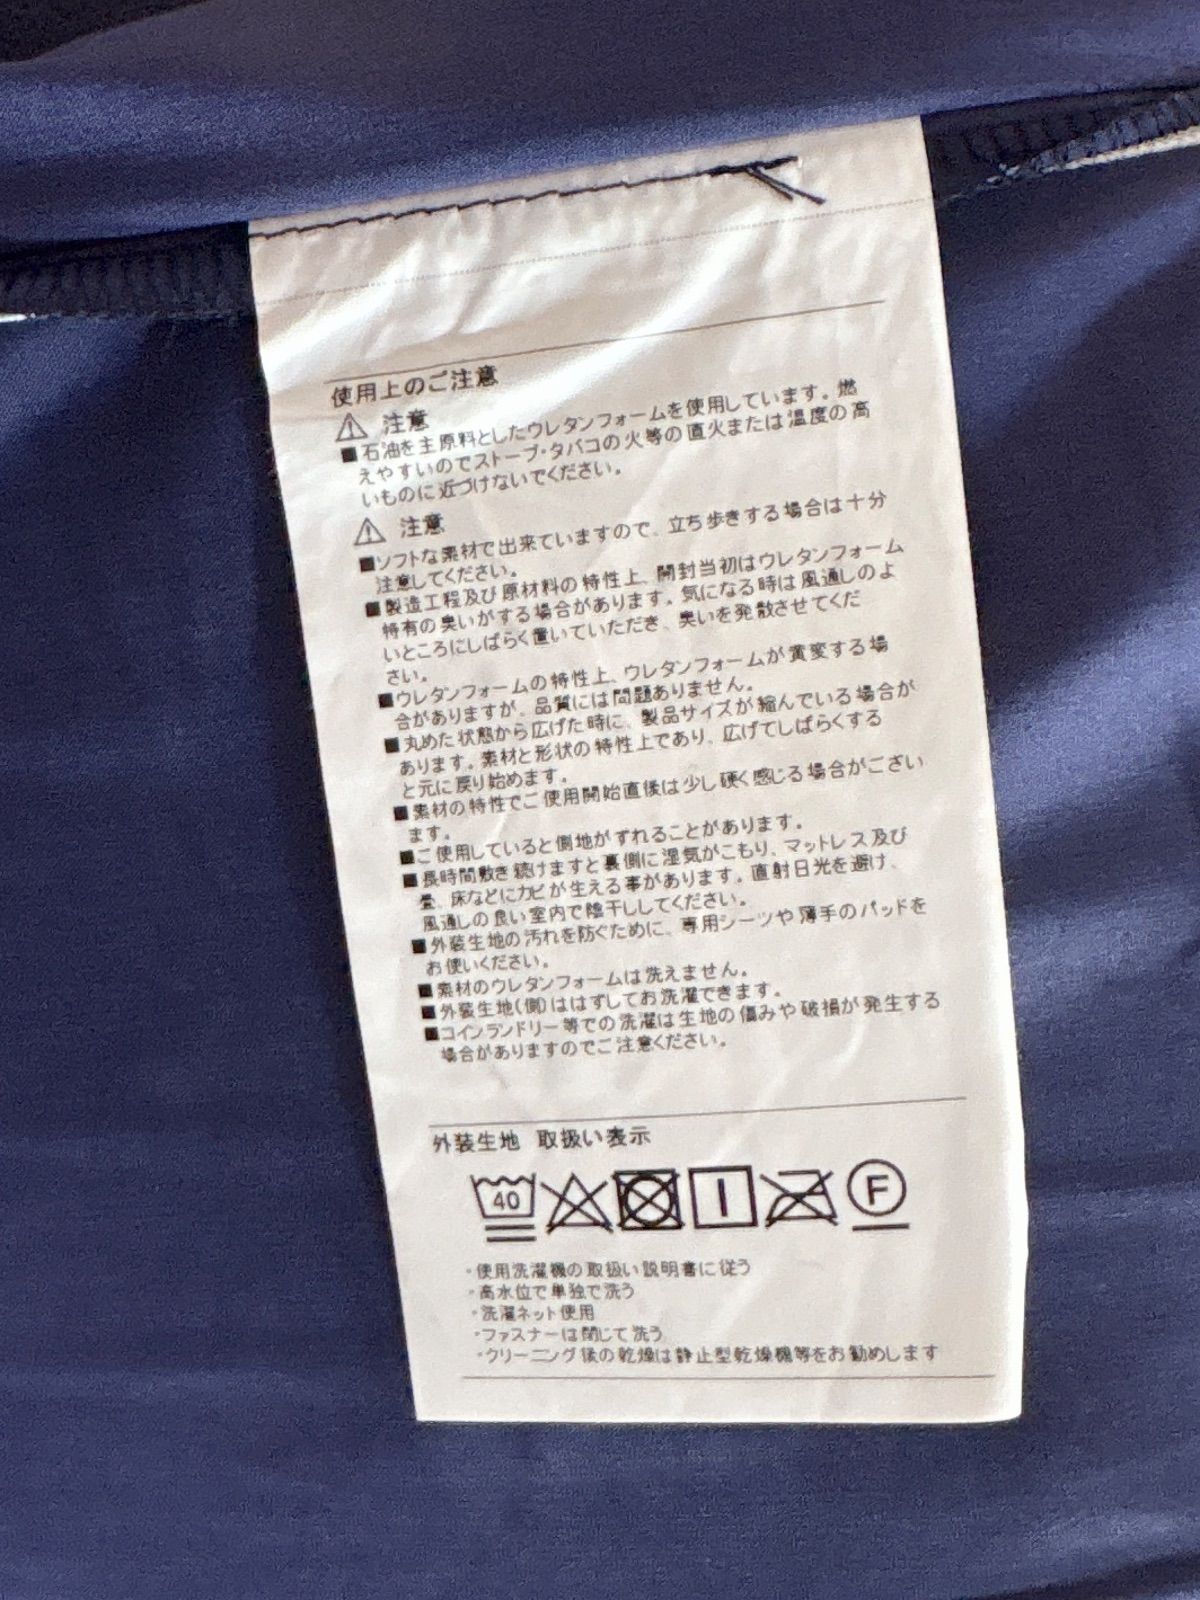 使用上のご注意
注意
■石油を主原料としたウレタンフォームを使用しています。燃
えやすいのでストーブ・タバコの火等の直火または温度の高
いものに近づけないでください。
注意
■ソフトな素材で出来ていますので、立ち歩きする場合は十分
注意してください。
■製造工程及び原材料の特性上、開封当初はウレタンフォーム
特有の臭いがする場合があります。気になる時は風通しのよ
いところにしばらく置いていただき、臭いを発散させてくだ
さい。
■ウレタンフォームの特性上、ウレタンフォームが黄変する場
合がありますが、品質には問題ありません。
■丸めた状態から広げた時に、製品サイズが縮んでいる場合が
あります。素材と形状の特性上であり、広げてしばらくする
と元に戻り始めます。
■素材の特性でご使用開始直後は少し硬く感じる場合がござい
ます。
■ご使用していると側地がずれることがあります。
■長時間敷き続けますと裏側に湿気がこもり、マットレス及び
畳、床などにカビが生える事があります。直射日光を避け、
風通しの良い室内で陰干ししてください。
■外装生地の汚れを防ぐために、専用シーツや薄手のパッドを
お使いください。
■素材のウレタンフォームは洗えません。
■外装生地(側)ははずしてお洗濯できます。
■コインランドリー等での洗濯は生地の傷みや破損が発生する
場合がありますのでご注意ください。
外装生地 取扱い表示
40 F
・使用洗濯機の取扱い説明書に従う
・高水位で単独で洗う
・洗濯ネット使用
・ファスナーは閉じて洗う
・クリーニング後の乾燥は静止型乾燥機等をお勧めします